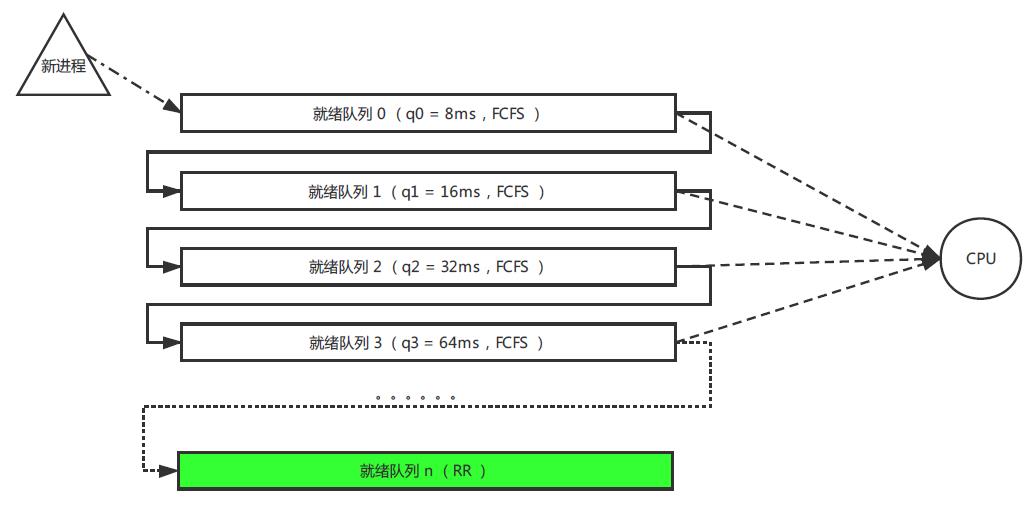 新进程
就绪队列 0 （ q0 = 8ms , FCFS ）
就绪队列 1 （ q1 = 16ms , FCFS ）
就绪队列 2 （ q2 = 32ms , FCFS ）
CPU
就绪队列 3 （ q3 = 64ms , FCFS ）
。。。。。。
就绪队列 n （ RR ）